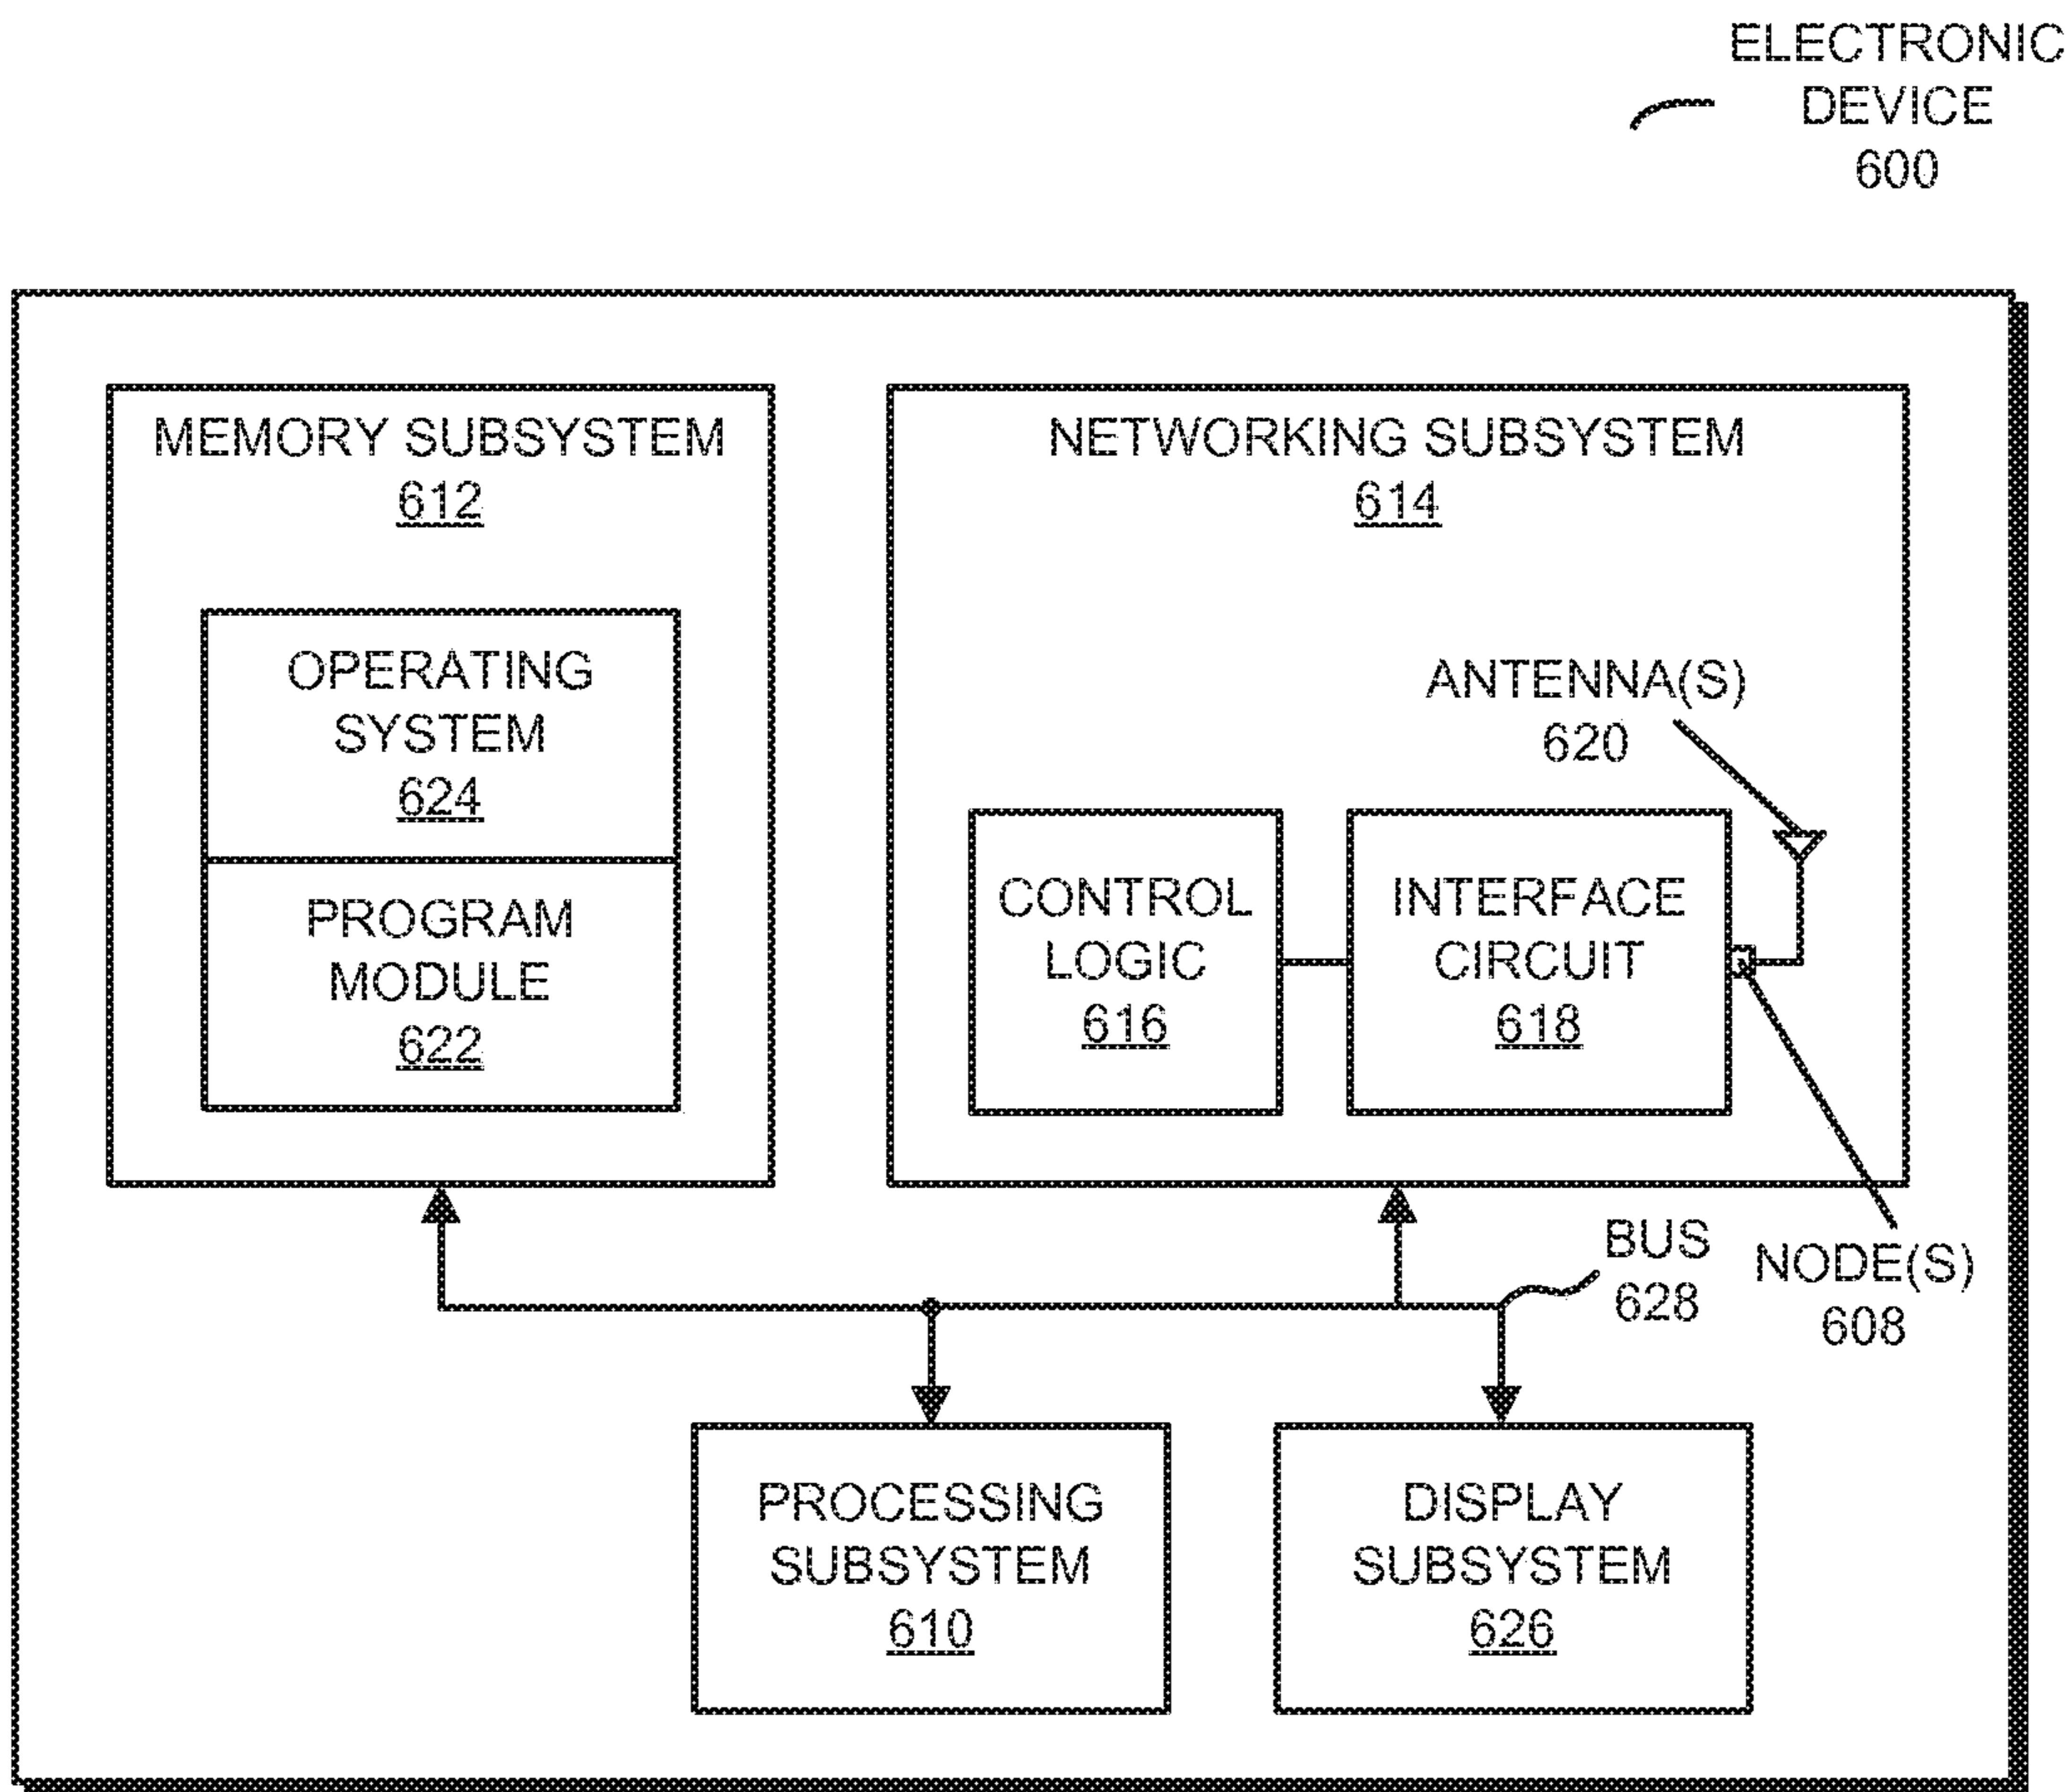 ELECTRONIC
DEVICE
600
MEMORY SUBSYSTEM
612
OPERATING
SYSTEM
624
PROGRAM
MODULE
622
NETWORKING SUBSYSTEM
614
ANTENNA(S)
620
CONTROL
LOGIC
616
INTERFACE
CIRCUIT
618
BUS
628
NODE(S)
608
PROCESSING
SUBSYSTEM
610
DISPLAY
SUBSYSTEM
626